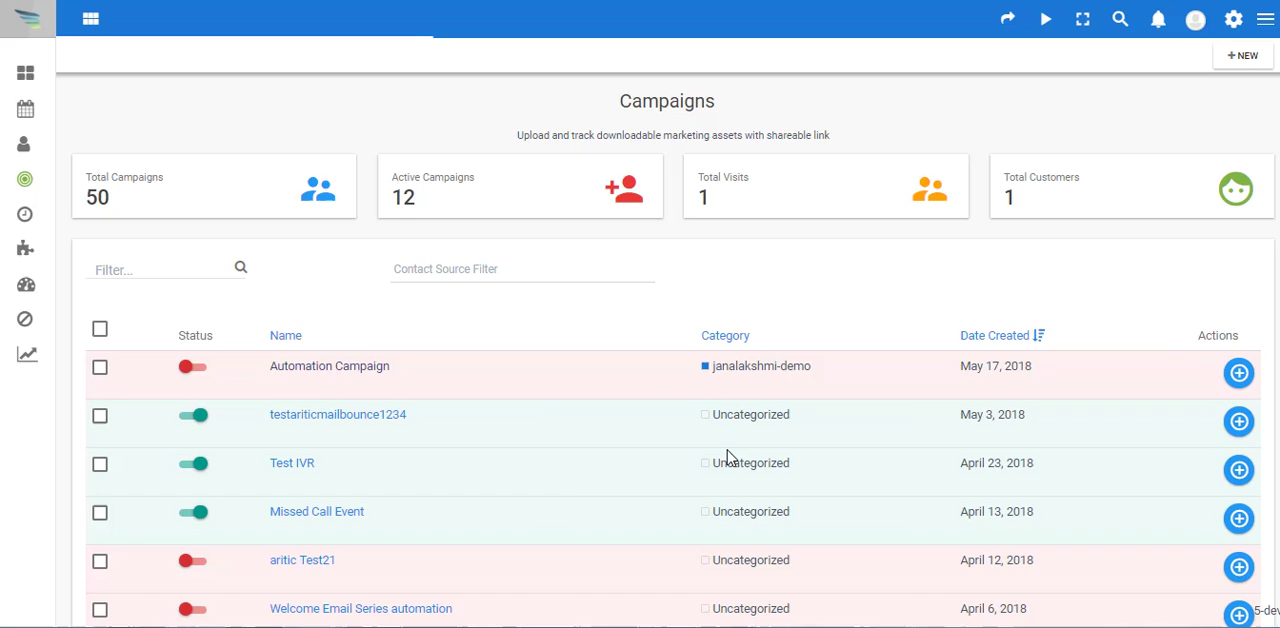 + NEW
Campaigns
Upload and track downloadable marketing assets with shareable link
Total Campaigns
50
Active Campaigns
12
Total Visits
1
Total Customers
1
Filter...
Contact Source Filter
Status Name Category Date Created Actions
Automation Campaign janalakshmi-demo May 17, 2018
testariticmailbounce1234 Uncategorized May 3, 2018
Test IVR Uncategorized April 23, 2018
Missed Call Event Uncategorized April 13, 2018
aritic Test21 Uncategorized April 12, 2018
Welcome Email Series automation Uncategorized April 6, 2018
5-dev